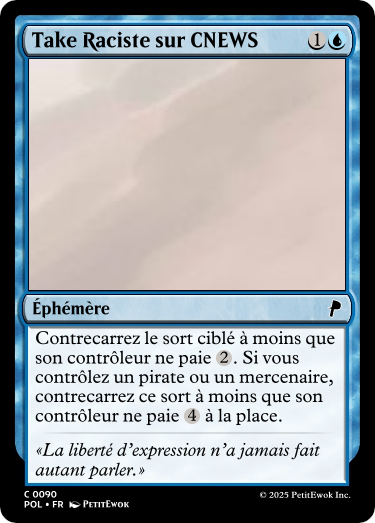 Take Raciste sur CNEWS 1
Éphémère
Contrecarrez le sort ciblé à moins que
son contrôleur ne paie 2. Si vous
contrôlez un pirate ou un mercenaire,
contrecarrez ce sort à moins que son
contrôleur ne paie 4 à la place.
«La liberté d'expression n'a jamais fait
autant parler.»
C 0090
POL • FR PetitEwok
© 2025 PetitEwok Inc.